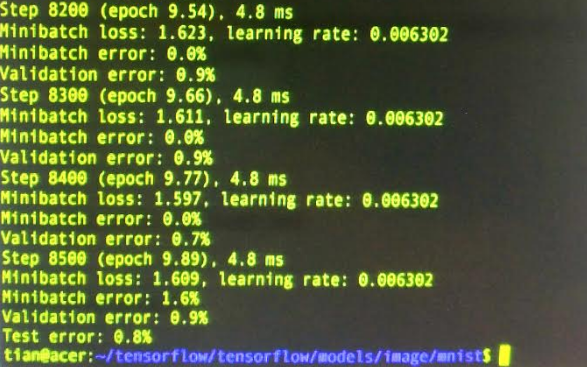 Step 8200 (epoch 9.54), 4.8 ms
Minibatch loss: 1.623, learning rate: 0.006302
Minibatch error: 0.0%
Validation error: 0.9%
Step 8300 (epoch 9.66), 4.8 ms
Minibatch loss: 1.611, learning rate: 0.006302
Minibatch error: 0.0%
Validation error: 0.9%
Step 8400 (epoch 9.77), 4.8 ms
Minibatch loss: 1.597, learning rate: 0.006302
Minibatch error: 0.0%
Validation error: 0.7%
Step 8500 (epoch 9.89), 4.8 ms
Minibatch loss: 1.609, learning rate: 0.006302
Minibatch error: 1.6%
Validation error: 0.9%
Test error: 0.8%
tian@acer:~/tensorflow/tensorflow/models/image/mnist$